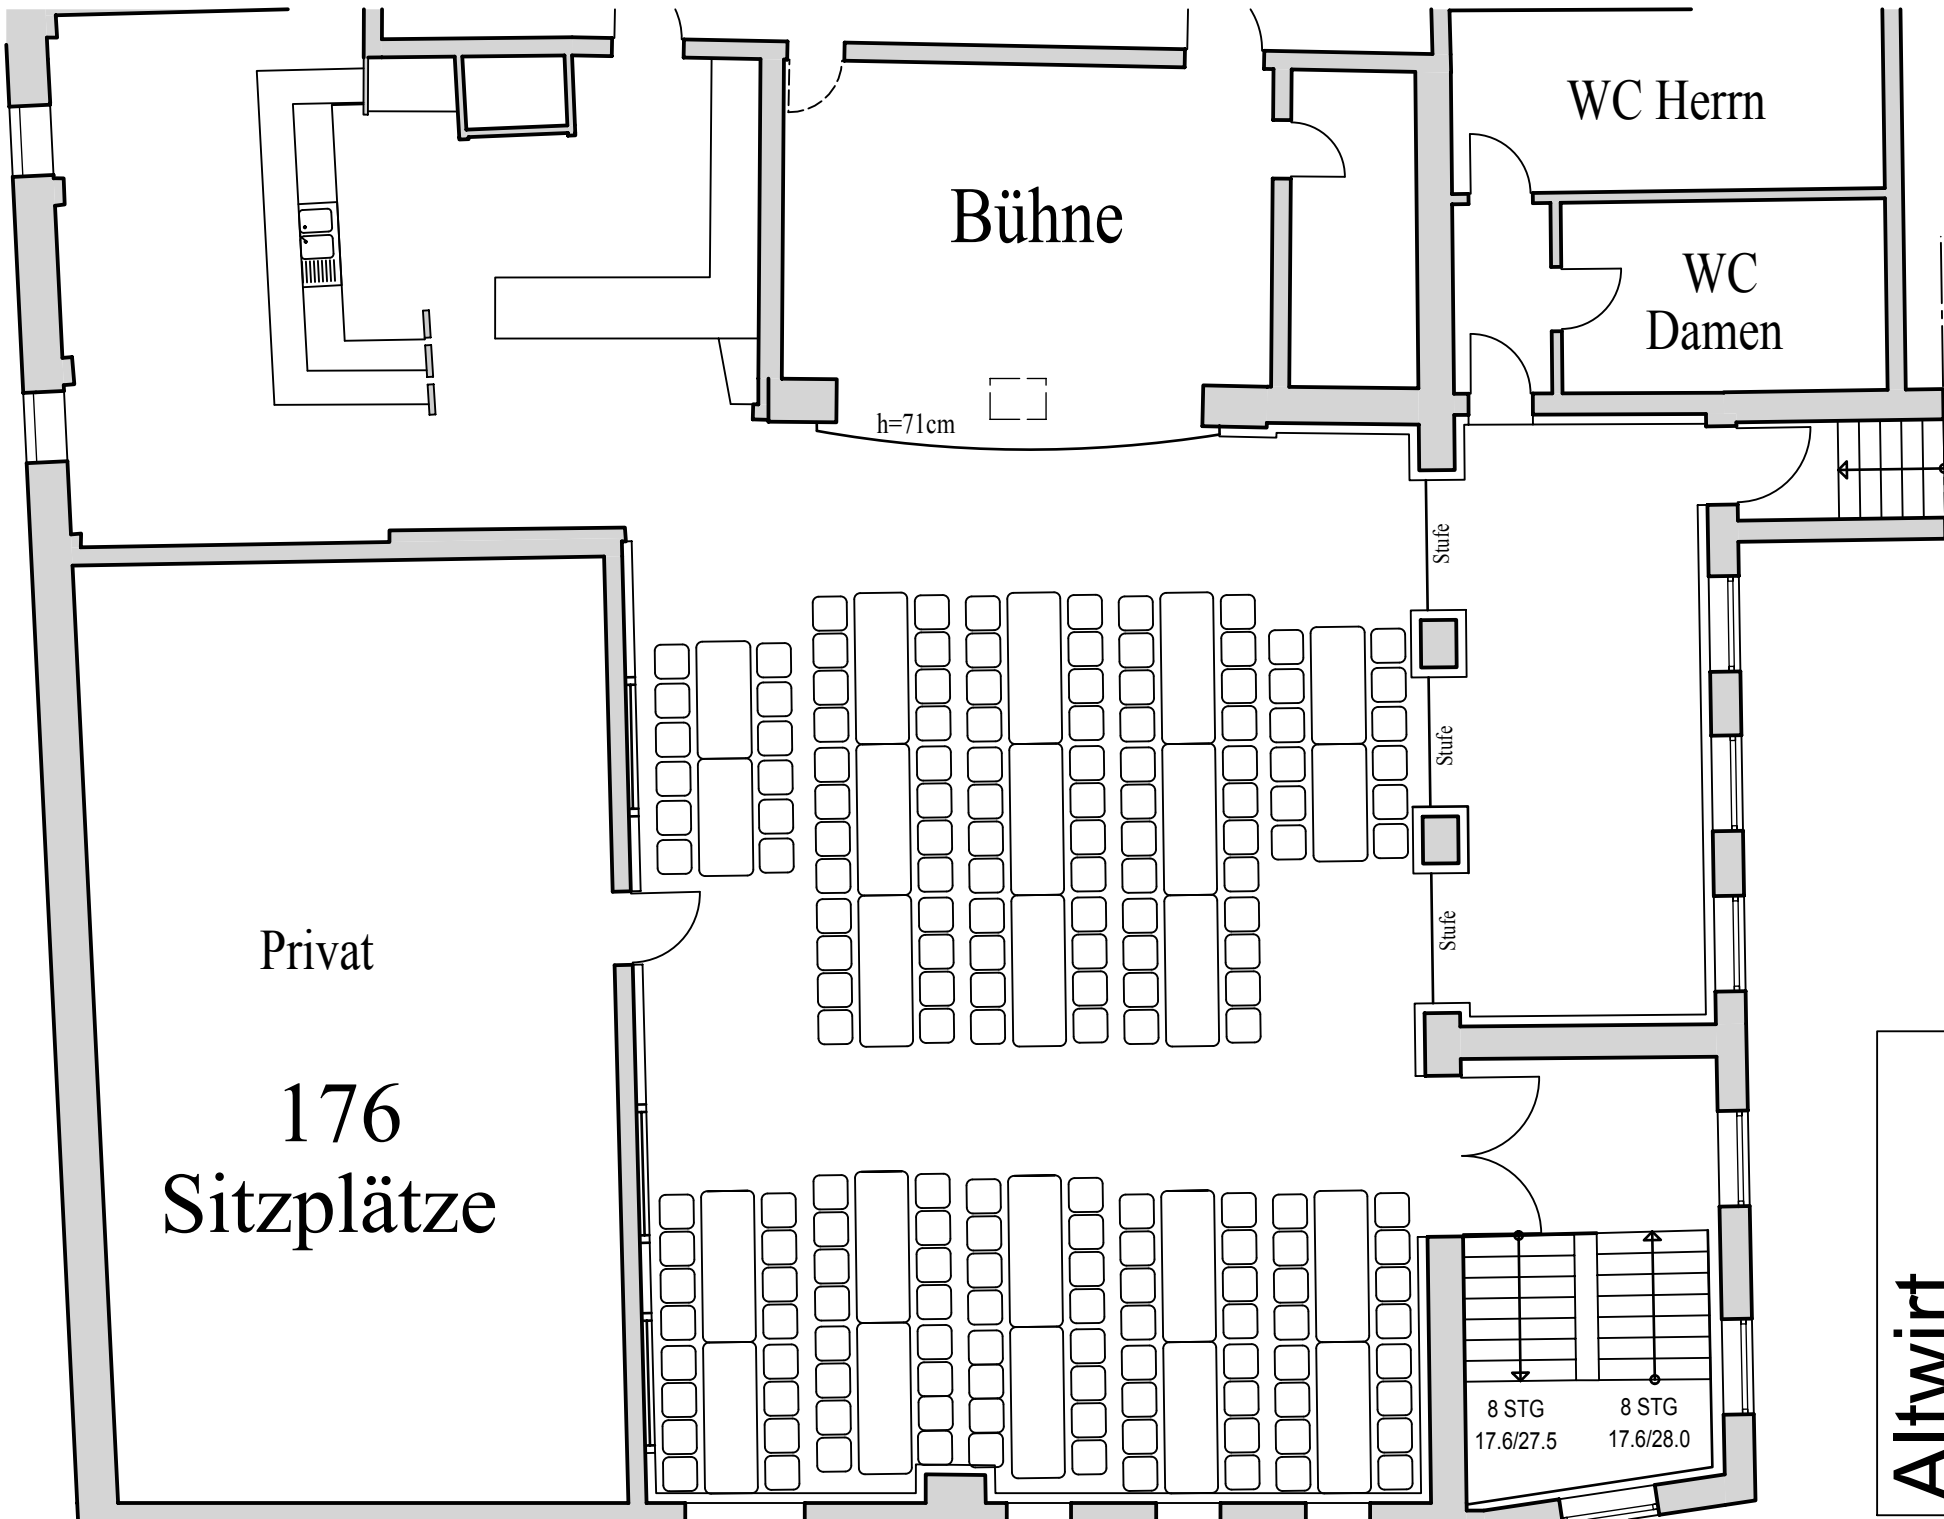 WC Herrn
Bühne
WC
Damen
h=71cm
Stufe
Stufe
Stufe
Privat
176
Sitzplätze
8 STG
17.6/27.5
8 STG
17.6/28.0
Altwirt